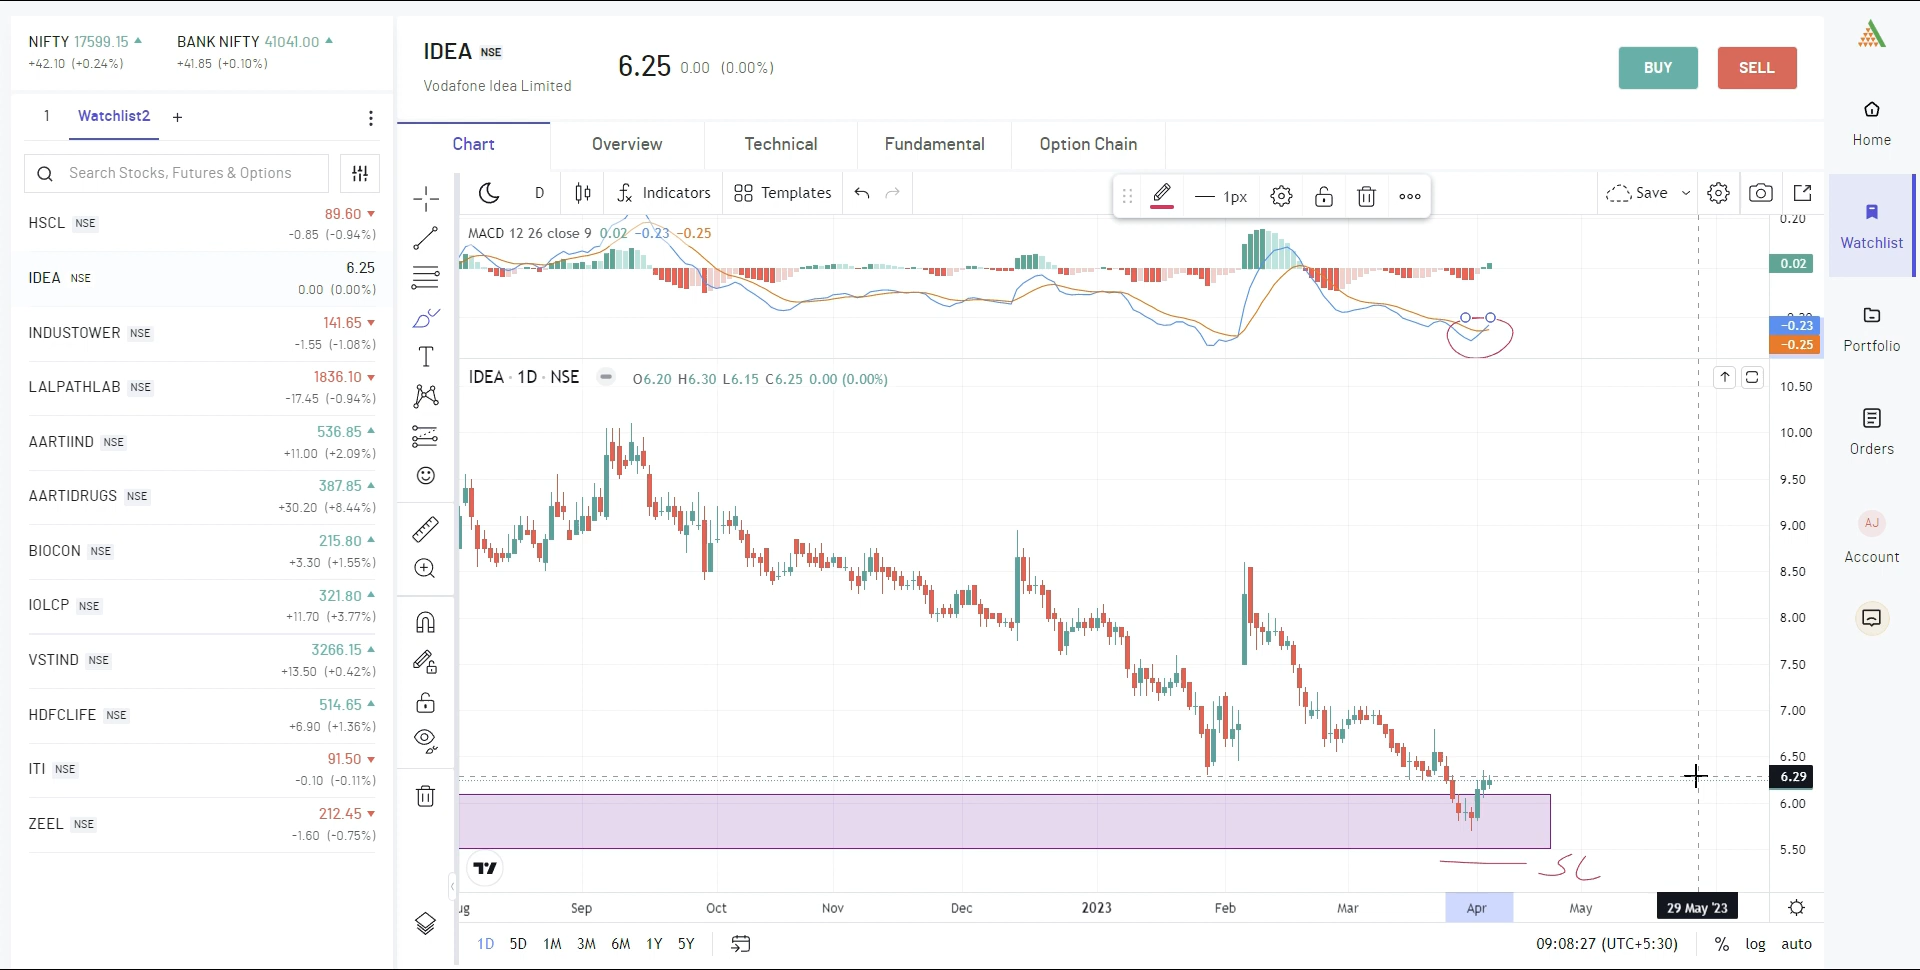 NIFTY 17599.15 BANK NIFTY 41041.00
+42.10 (+0.24%) +41.85 (+0.10%)
1 Watchlist2 +
Search Stocks, Futures & Options
HSCL NSE 89.60
-0.85 (-0.94%)
IDEA NSE 6.25
0.00 (0.00%)
INDUSTOWER NSE 141.65
-1.55 (-1.08%)
LALPATHLAB NSE 1836.10
-17.45 (-0.94%)
AARTIIND NSE 536.85
+11.00 (+2.09%)
AARTIDRUGS NSE 387.85
+30.20 (+8.44%)
BIOCON NSE 215.80
+3.30 (+1.55%)
IOLCP NSE 321.80
+11.70 (+3.77%)
VSTIND NSE 3266.15
+13.50 (+0.42%)
HDFCLIFE NSE 514.65
+6.90 (+1.36%)
ITI NSE 91.50
-0.10 (-0.11%)
ZEEL NSE 212.45
-1.60 (-0.75%)
IDEA NSE
Vodafone Idea Limited
6.25 0.00 (0.00%)
BUY SELL
Chart Overview Technical Fundamental Option Chain
D Indicators Templates 1px Save
MACD 12 26 close 9 0.02 -0.23 -0.25
0.20
0.02
-0.23
-0.25
IDEA · 1D · NSE O6.20 H6.30 L6.15 C6.25 0.00 (0.00%)
10.50
10.00
9.50
9.00
8.50
8.00
7.50
7.00
6.50
6.29
6.00
5.50
SL
Sep Oct Nov Dec 2023 Feb Mar Apr May 29 May '23
1D 5D 1M 3M 6M 1Y 5Y 09:08:27 (UTC+5:30) % log auto
Home
Watchlist
Portfolio
Orders
AJ
Account